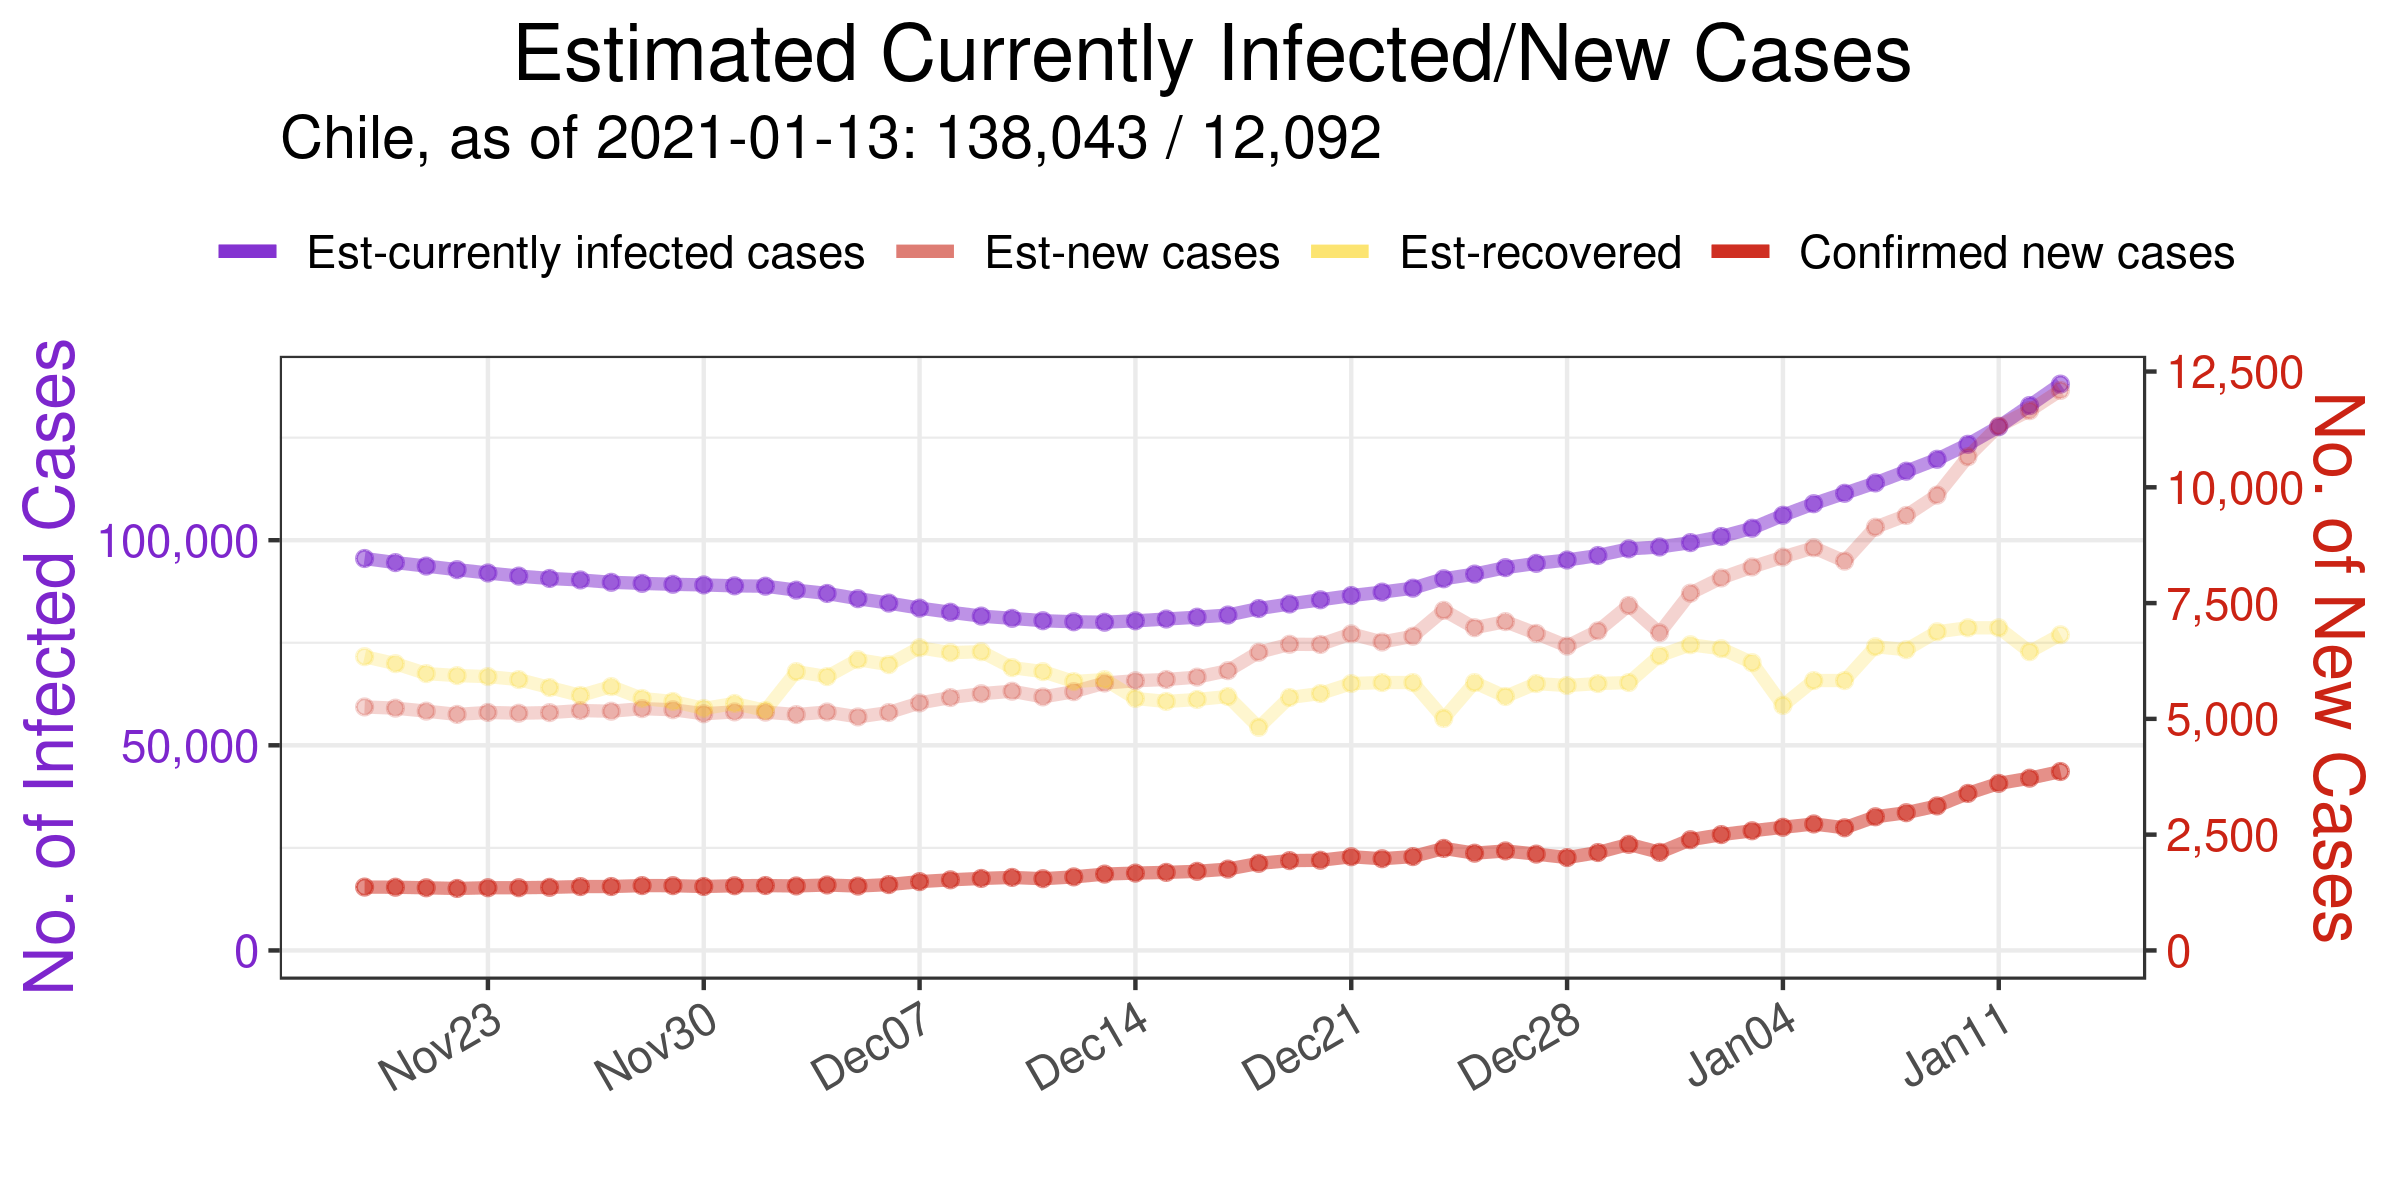 Estimated Currently Infected/New Cases
Chile, as of 2021-01-13: 138,043 / 12,092
Est-currently infected cases Est-new cases Est-recovered Confirmed new cases
No. of Infected Cases
100,000
50,000
0
12,500
10,000
7,500
5,000
2,500
0
No. of New Cases
Nov23 Nov30 Dec07 Dec14 Dec21 Dec28 Jan04 Jan11